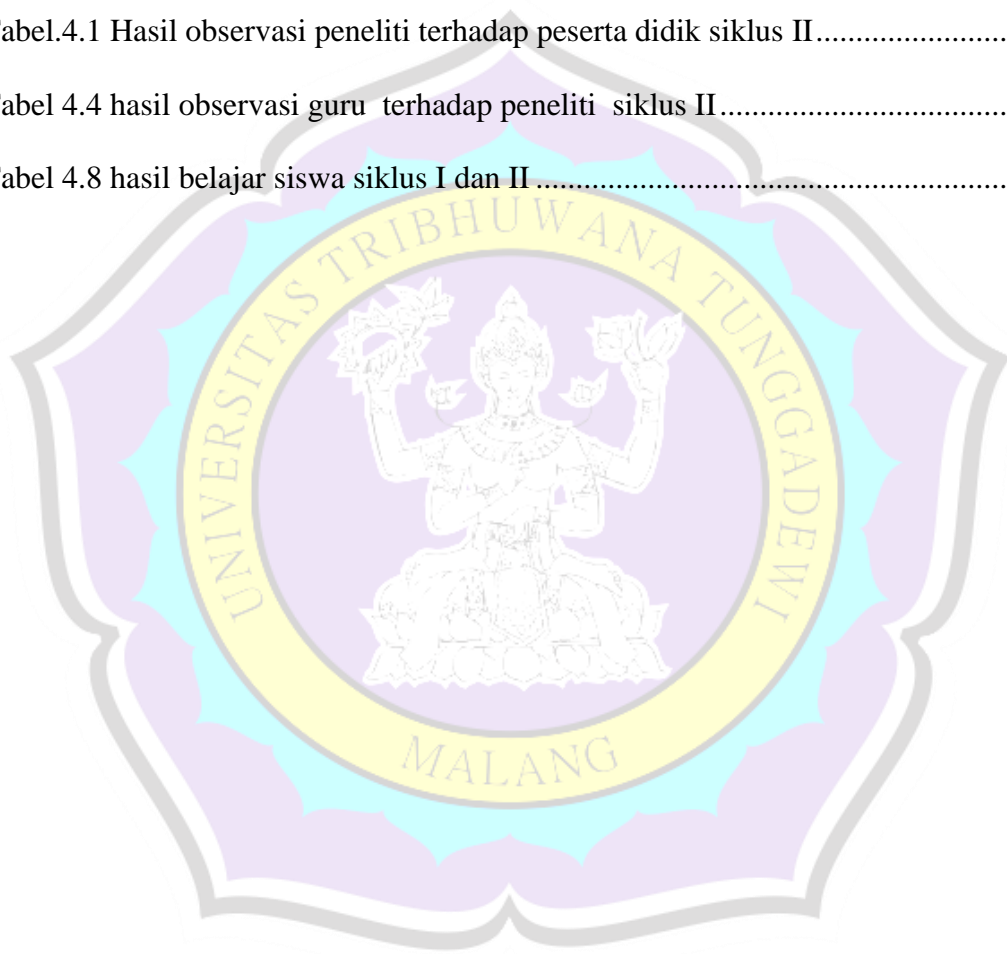 abel.4.1 Hasil observasi peneliti terhadap peserta didik siklus II........................
abel 4.4 hasil observasi guru  terhadap peneliti  siklus II....................................
abel 4.8 hasil belajar siswa siklus I dan II...........................................................
UNIVERSITAS TRIBHUWANA TUNGGADEWI
MALANG